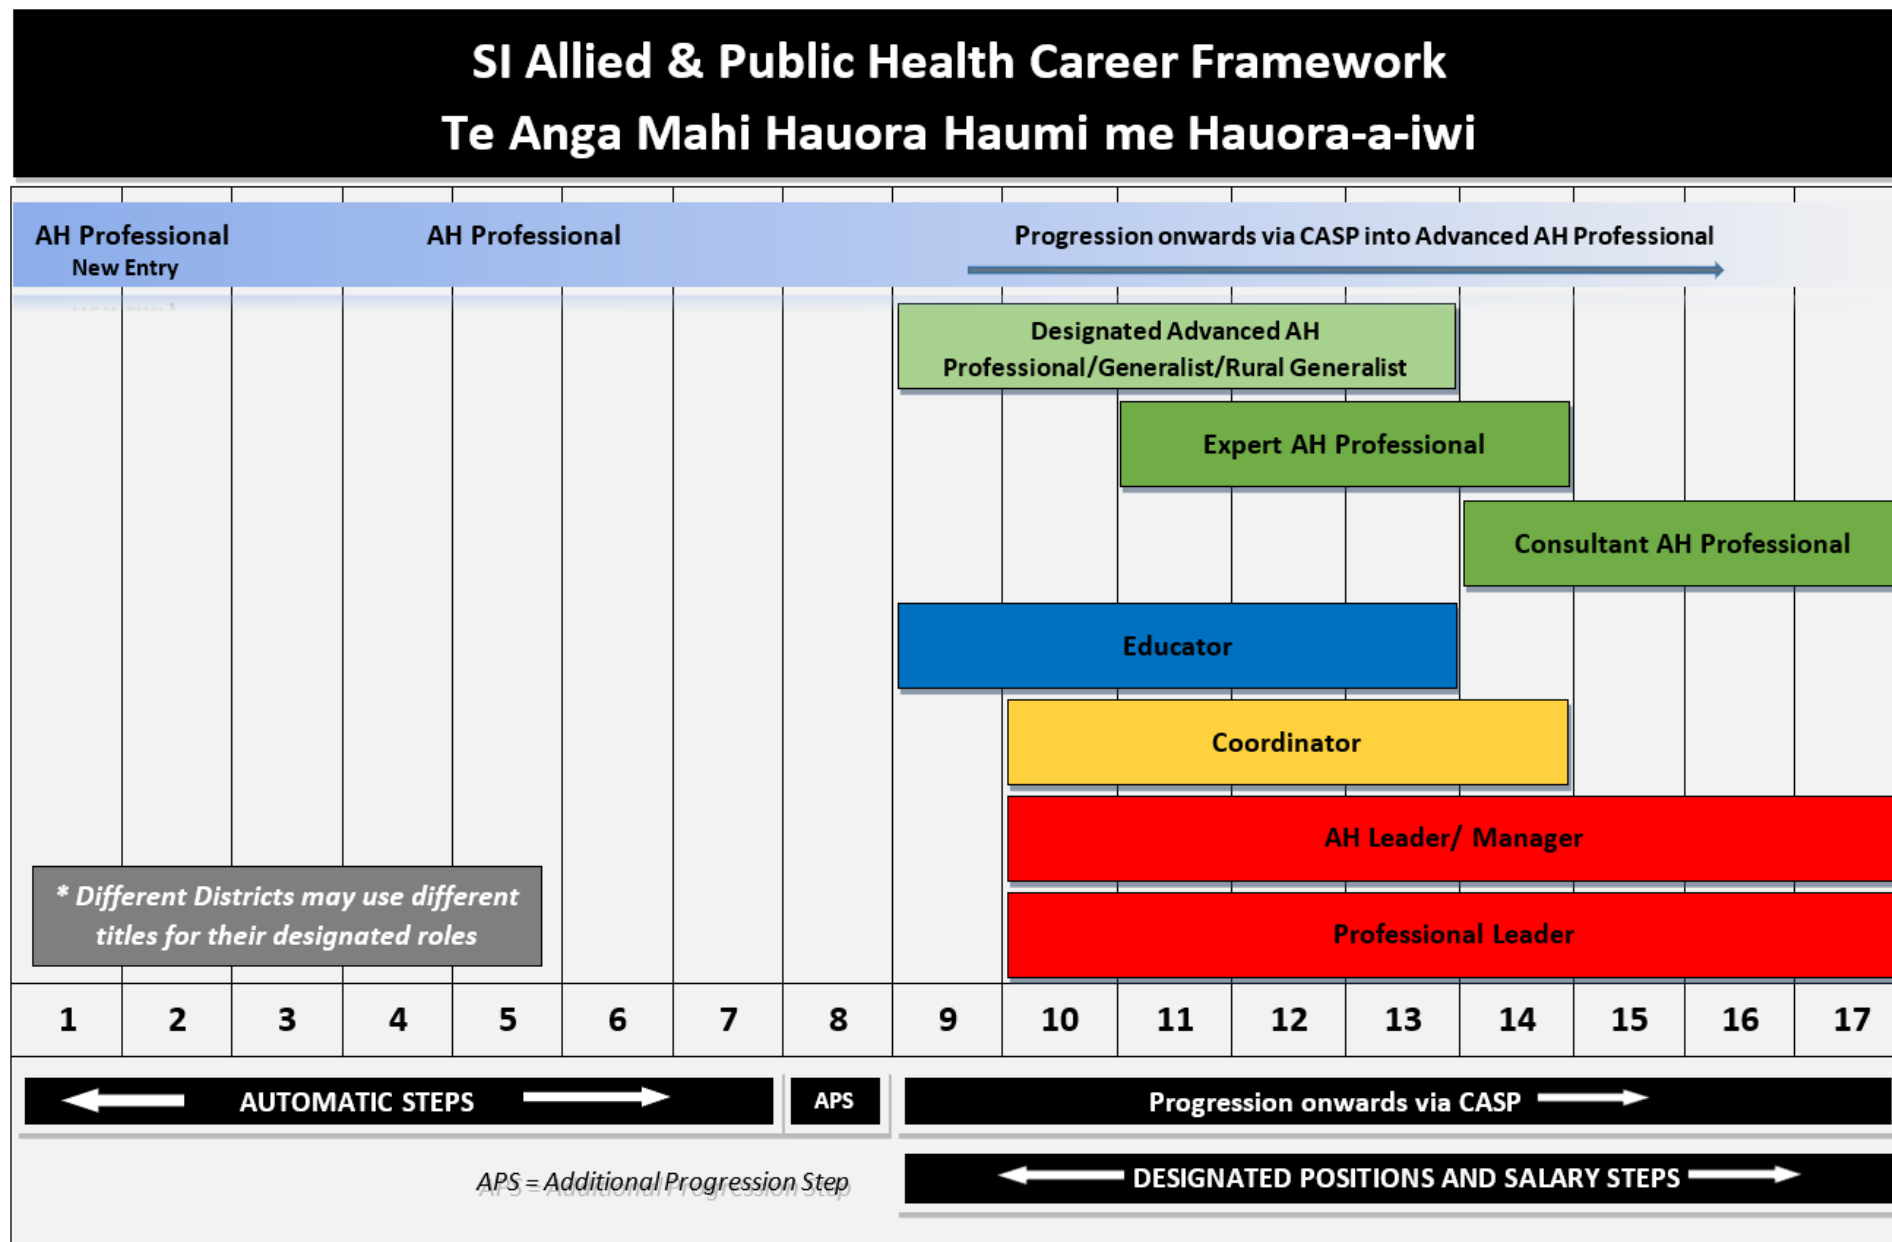 SI Allied & Public Health Career Framework
Te Anga Mahi Hauora Haumi me Hauora-a-iwi
AH Professional
New Entry
AH Professional
Progression onwards via CASP into Advanced AH Professional
Designated Advanced AH
Professional/Generalist/Rural Generalist
Expert AH Professional
Consultant AH Professional
Educator
Coordinator
AH Leader/ Manager
Professional Leader
* Different Districts may use different
titles for their designated roles
1 2 3 4 5 6 7 8 9 10 11 12 13 14 15 16 17
AUTOMATIC STEPS
APS
Progression onwards via CASP
APS = Additional Progression Step
DESIGNATED POSITIONS AND SALARY STEPS